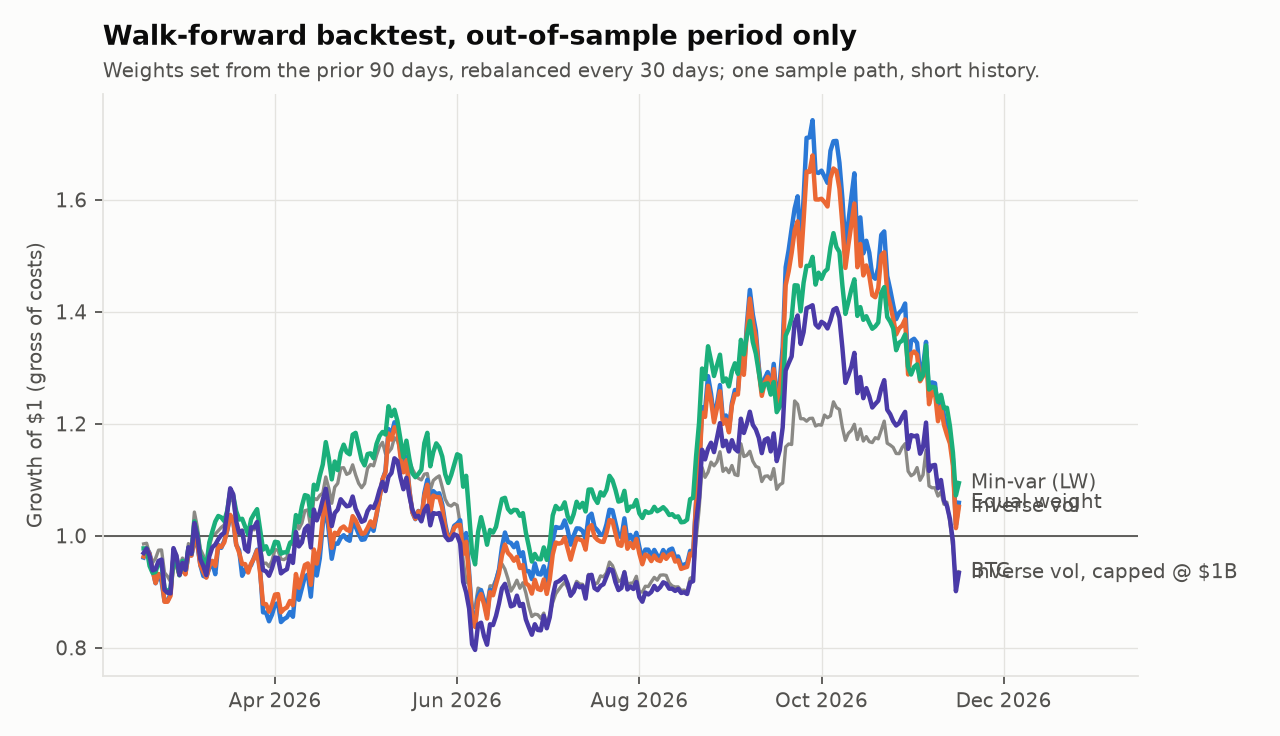 Walk-forward backtest, out-of-sample period only
Weights set from the prior 90 days, rebalanced every 30 days; one sample path, short history.
Growth of $1 (gross of costs)
1.6
1.4
1.2
1.0
0.8
Min-var (LW)
Equal weight
Inverse vol
BTC
Inverse vol, capped @ $1B
Apr 2026
Jun 2026
Aug 2026
Oct 2026
Dec 2026